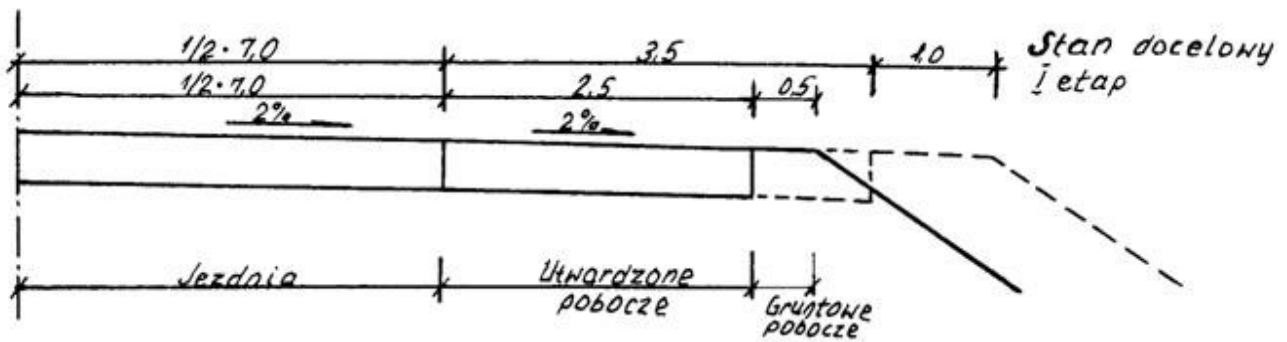 1/2·7,0 3,5 1,0 Stan docelowy
1/2·7,0 2,5 0,5 I etap
2% 2%
Jezdnia Utwardzone
pobocze Gruntowe
pobocze